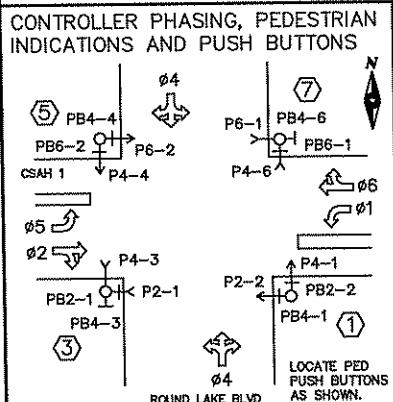 CONTROLLER PHASING, PEDESTRIAN
INDICATIONS AND PUSH BUTTONS
N
ø4
5
PB4-4
PB6-2
P6-2
P4-4
CSAH 1
7
PB4-6
P6-1
PB6-1
P4-6
ø6
ø1
ø5
ø2
P4-3
PB2-1
P2-1
PB4-3
3
P4-1
P2-2
PB2-2
PB4-1
1
ø4
ROUND LAKE BLVD
LOCATE PED
PUSH BUTTONS
AS SHOWN.